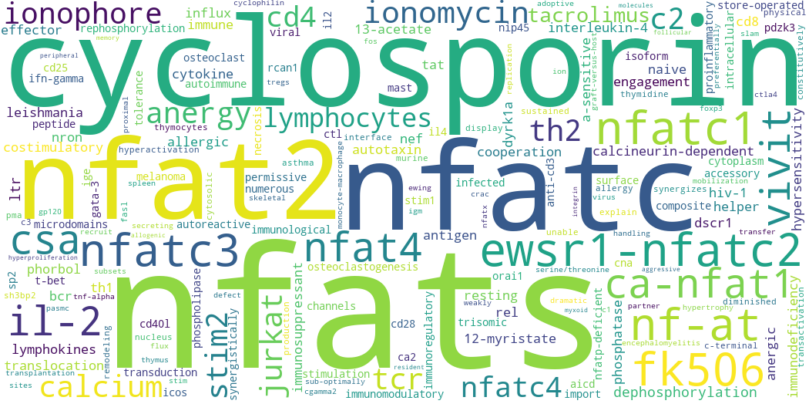 ionophore
influx
cd4
cyclophilin
ionomycin
tacrolimus
c2
adoptive
molecules
store-operated
effector
rephosphorylation
immune
viral
il2
13-acetate
nip45
interleukin-4
cd8
physical
pdzk3
cyclosporin
peripheral
memory
cd25
ifn-gamma
osteoclast
cytokine
autoimmune
rcan1
tregs
fos
tat
mast
replication
a-sensitive
graft-versus-host
isoform
naive
engagement
ion
thymidine
follicular
preferentially
proinflammatory
intracellular
slam
foxp3
ctla4
constitutively
leishmania
peptide
nron
tolerance
proximal
anergy
thymocytes
lymphocytes
necrosis
ctl
interface
nef
il4
display
dyrk1a
sustained
th2
nfatc1
calcineurin-dependent
vivit
hypersensitivity
costimulatory
hyperactivation
allergic
nfat2
nfatc
asthma
autotaxin
murine
cooperation
anti-cd3
surface
allergy
virus
explain
cytoplasm
accessory
synergizes
mobilization
hiv-1
composite
helper
ltr
pma
gata-3
gp120
ige
melanoma
spleen
fasl
cytosolic
permissive
numerous
skeletal
monocyte-macrophage
ewing
infected
stim1
crac
igm
nfatx
integrin
c3
microdomains
recruit
secreting
allogenic
autoreactive
immunological
antigen
unable
handling
dscr1
transfer
hyperproliferation
csa
nfatc3
nfat4
ewsr1-nfatc2
sp2
phorbol
subsets
t-bet
osteoclastogenesis
orai1
serine/threonine
cna
aggressive
ca-nfat1
sh3bp2
tnf-alpha
bcr
th1
nfats
channels
resting
rel
weakly
phosphatase
nfatp-deficient
diminished
il-2
pasmc
cd40l
defect
phospholipase
stim2
synergistically
jurkat
production
immunosuppressant
cd28
trisomic
immunoregulatory
12-myristate
dramatic
mysoid
tc1
partner
hypertrophy
nf-at
encephalomyelitis
c-terminal
anergic
immunodeficiency
transactivation
lymphokines
remodeling
nucleus
flux
thymus
translocation
transduction
transplantation
sites
calcium
stim
icos
stimulation
sub-optimally
cgamma2
tcr
ca2
resident
immunomodulatory
nfatc4
aicd
import
fk506
dephosphorylation